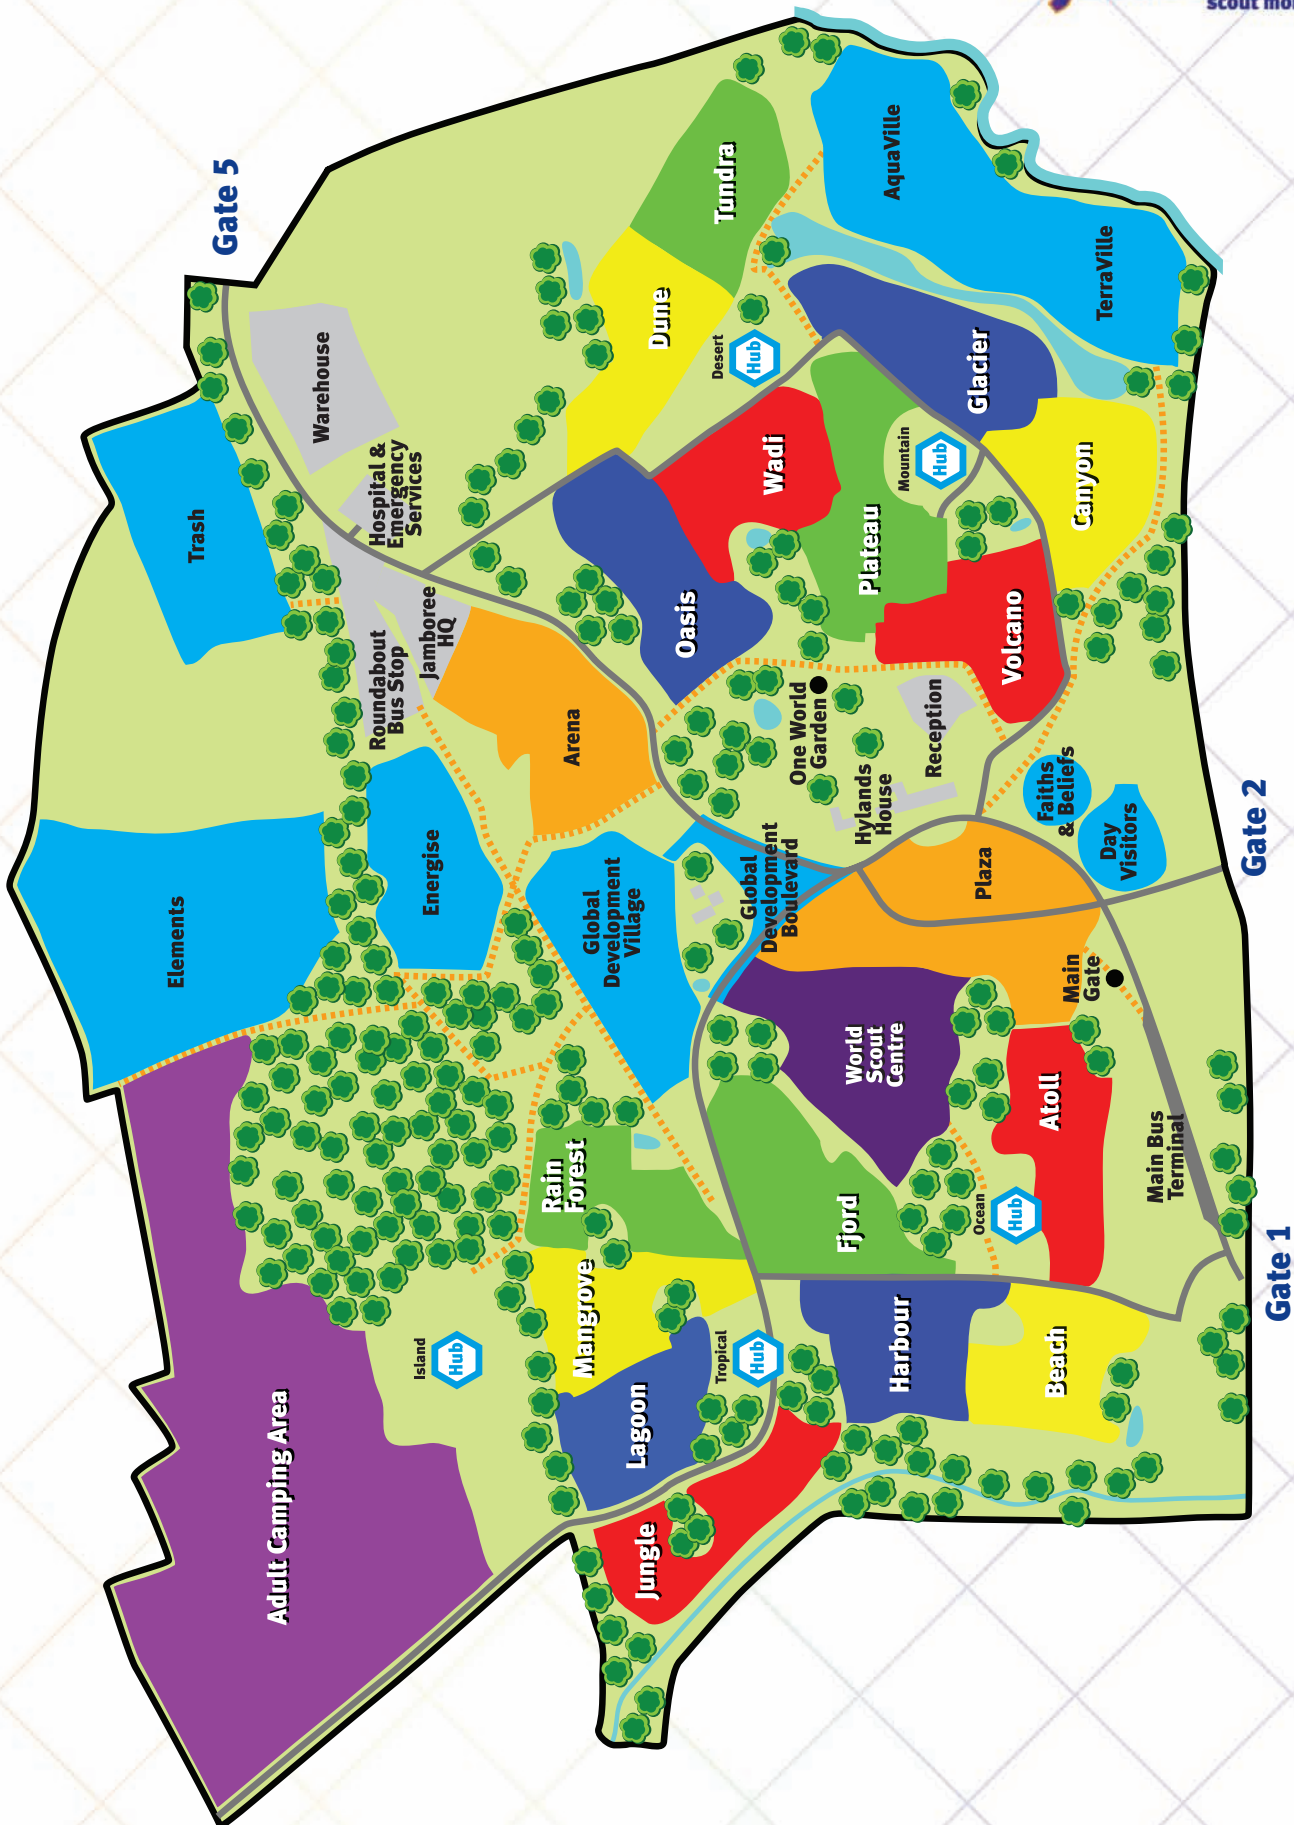 Trash
Elements
Gate 5
Adult Camping Area
Warehouse
Hospital &
Emergency
Services
Roundabout
Bus Stop
Jamboree
HQ
Island
Hub
Energise
Rain
Forest
Arena
Mangrove
Global
Development
Village
Lagoon
Jungle
Dune
Oasis
Tropical
Hub
Desert
Hub
Tundra
Global
Development
Boulevard
Wadi
One World
Garden
Fjord
World
Scout
Centre
Hylands
House
Plateau
AquaVille
Harbour
Mountain
Hub
Reception
Ocean
Hub
Plaza
Glacier
Volcano
Atoll
Beach
Faiths
& Beliefs
Main
Gate
Canyon
TerraVille
Day
Visitors
Main Bus
Terminal
Gate 2
Gate 1
scout